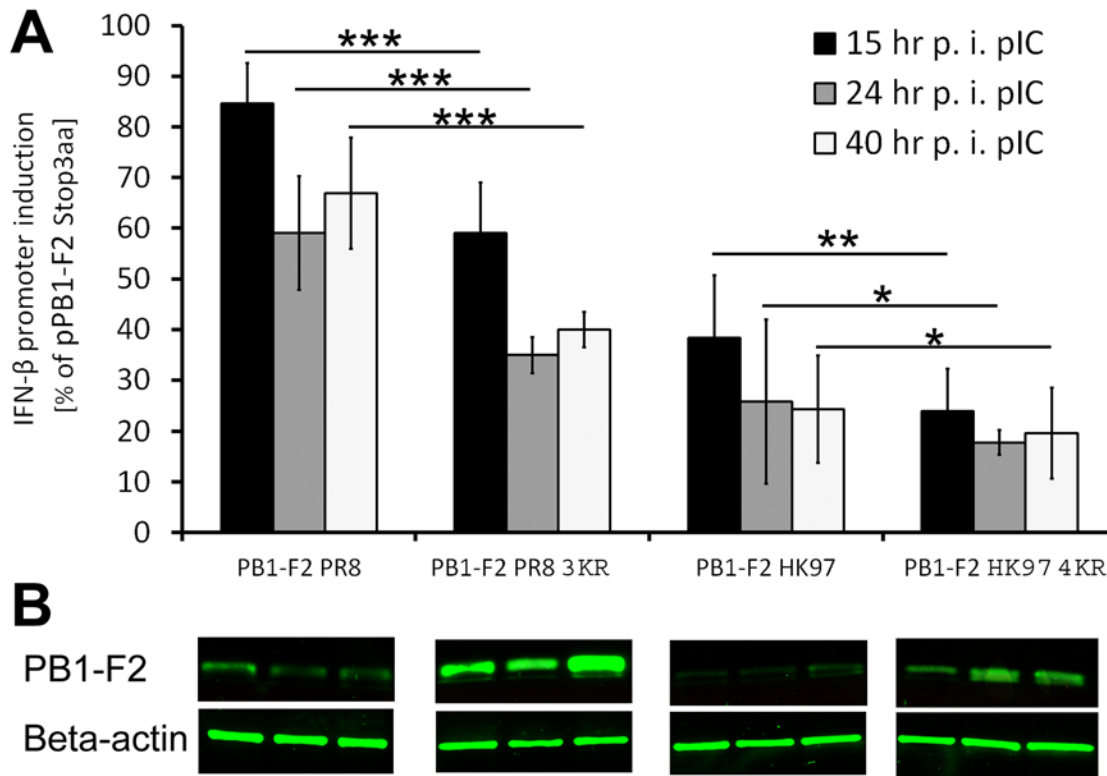 A
IFN-β promoter induction
[% of pPB1-F2 Stop3aa]
100
90
80
70
60
50
40
30
20
10
0
***
***
***
**
*
*
15 hr p. i. pIC
24 hr p. i. pIC
40 hr p. i. pIC
PB1-F2 PR8
PB1-F2 PR8 3KR
PB1-F2 HK97
PB1-F2 HK97 4KR
B
PB1-F2
Beta-actin